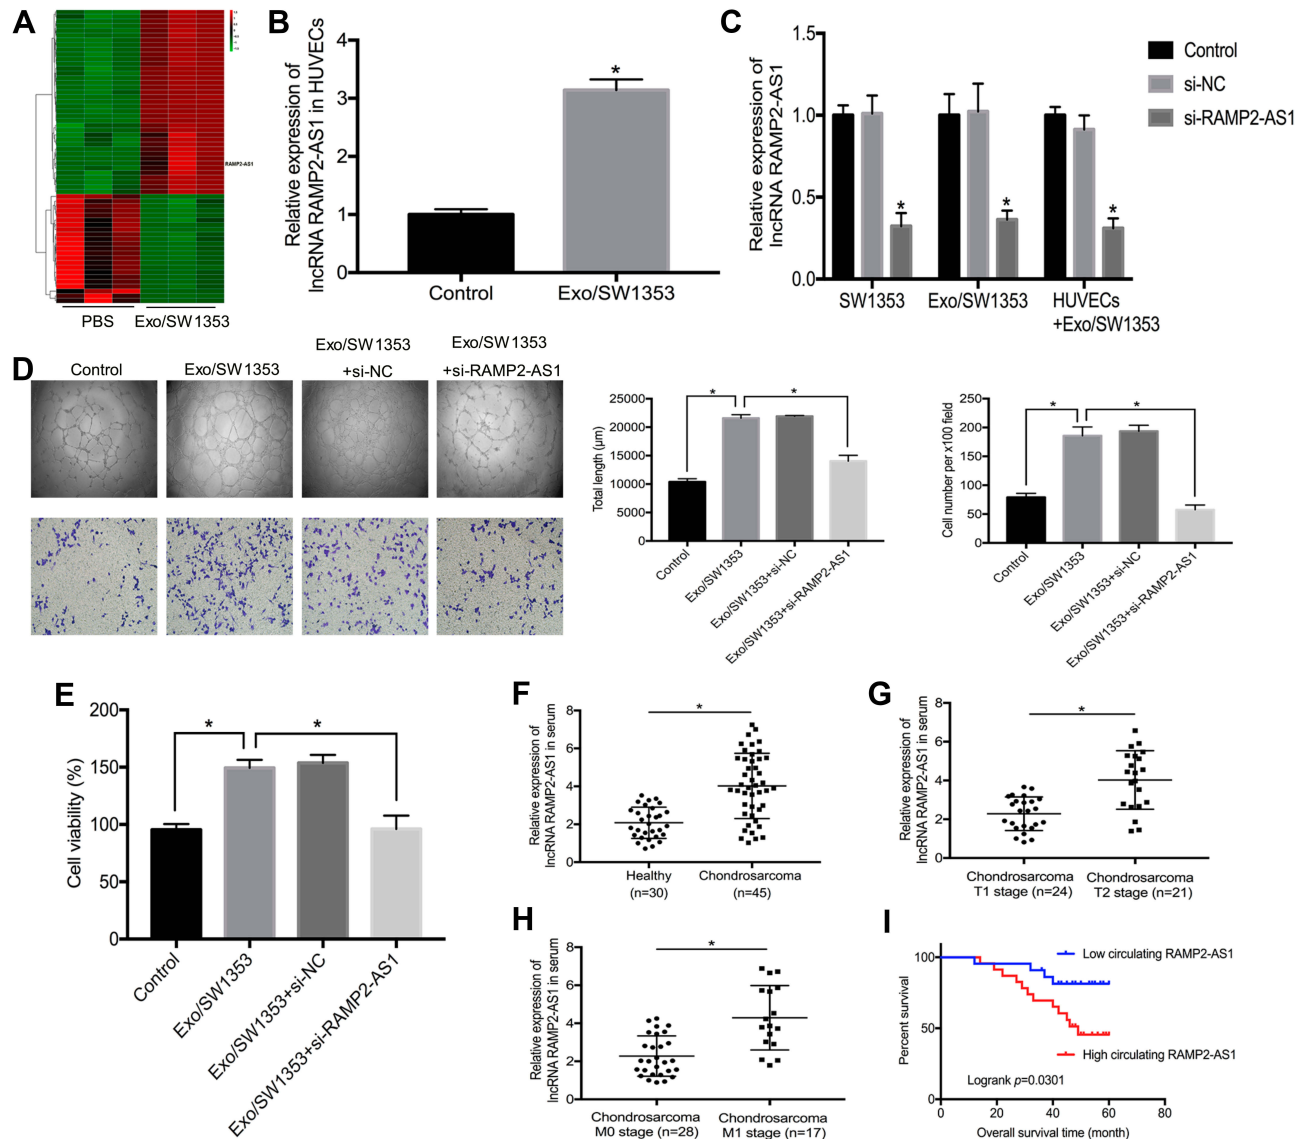 A
RAMP2-AS1
PBS
Exo/SW1353
B
Relative expression of
lncRNA RAMP2-AS1 in HUVECs
4
3
2
1
0
*
Control
Exo/SW1353
C
Relative expression of
lncRNA RAMP2-AS1
1.5
1.0
0.5
0.0
*
*
*
SW1353
Exo/SW1353
HUVECs
+Exo/SW1353
Control
si-NC
si-RAMP2-AS1
D
Control
Exo/SW1353
Exo/SW1353
+si-NC
Exo/SW1353
+si-RAMP2-AS1
Total length (μm)
25000
20000
15000
10000
5000
0
*
*
Control
Exo/SW1353
Exo/SW1353+si-NC
Exo/SW1353+si-RAMP2-AS1
Cell number per x100 field
250
200
150
100
50
0
*
*
Control
Exo/SW1353
Exo/SW1353+si-NC
Exo/SW1353+si-RAMP2-AS1
E
Cell viability (%)
200
150
100
50
0
*
*
Control
Exo/SW1353
Exo/SW1353+si-NC
Exo/SW1353+si-RAMP2-AS1
F
Relative expression of
lncRNA RAMP2-AS1 in serum
8
6
4
2
0
*
Healthy
(n=30)
Chondrosarcoma
(n=45)
G
Relative expression of
lncRNA RAMP2-AS1 in serum
8
6
4
2
0
*
Chondrosarcoma
T1 stage (n=24)
Chondrosarcoma
T2 stage (n=21)
H
Relative expression of
lncRNA RAMP2-AS1 in serum
8
6
4
2
0
*
Chondrosarcoma
M0 stage (n=28)
Chondrosarcoma
M1 stage (n=17)
I
Percent survival
100
50
0
Low circulating RAMP2-AS1
High circulating RAMP2-AS1
Logrank p=0.0301
0
20
40
60
80
Overall survival time (month)